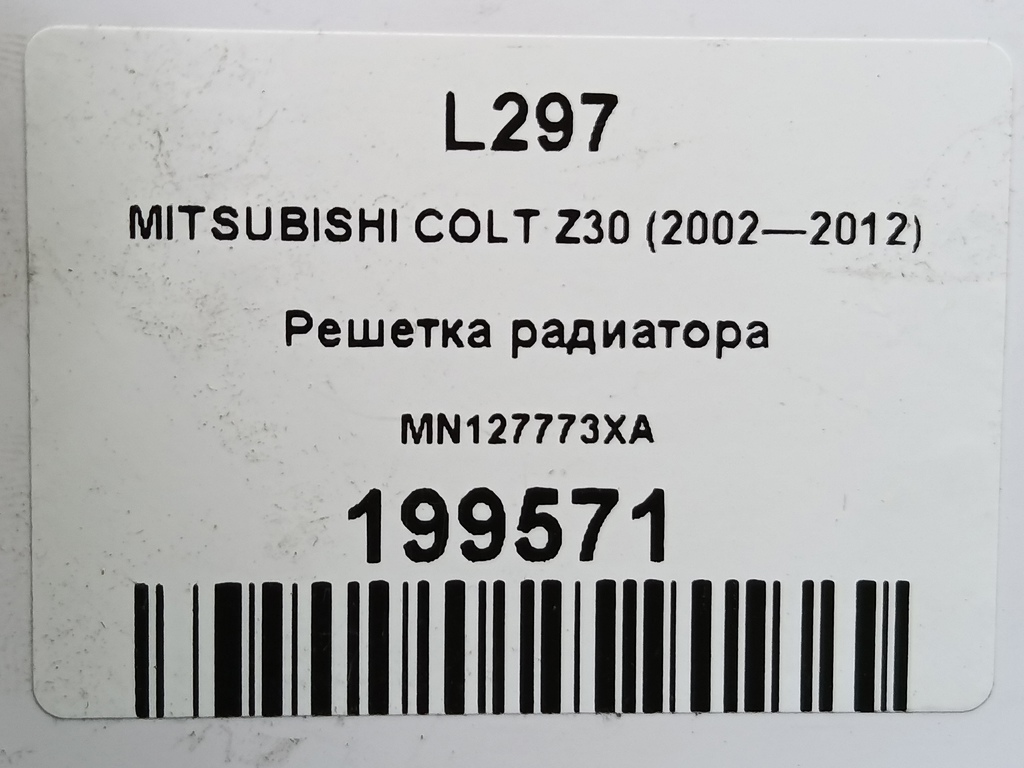 L297
MITSUBISHI COLT Z30 (2002—2012)
Решетка радиатора
MN127773XA
199571